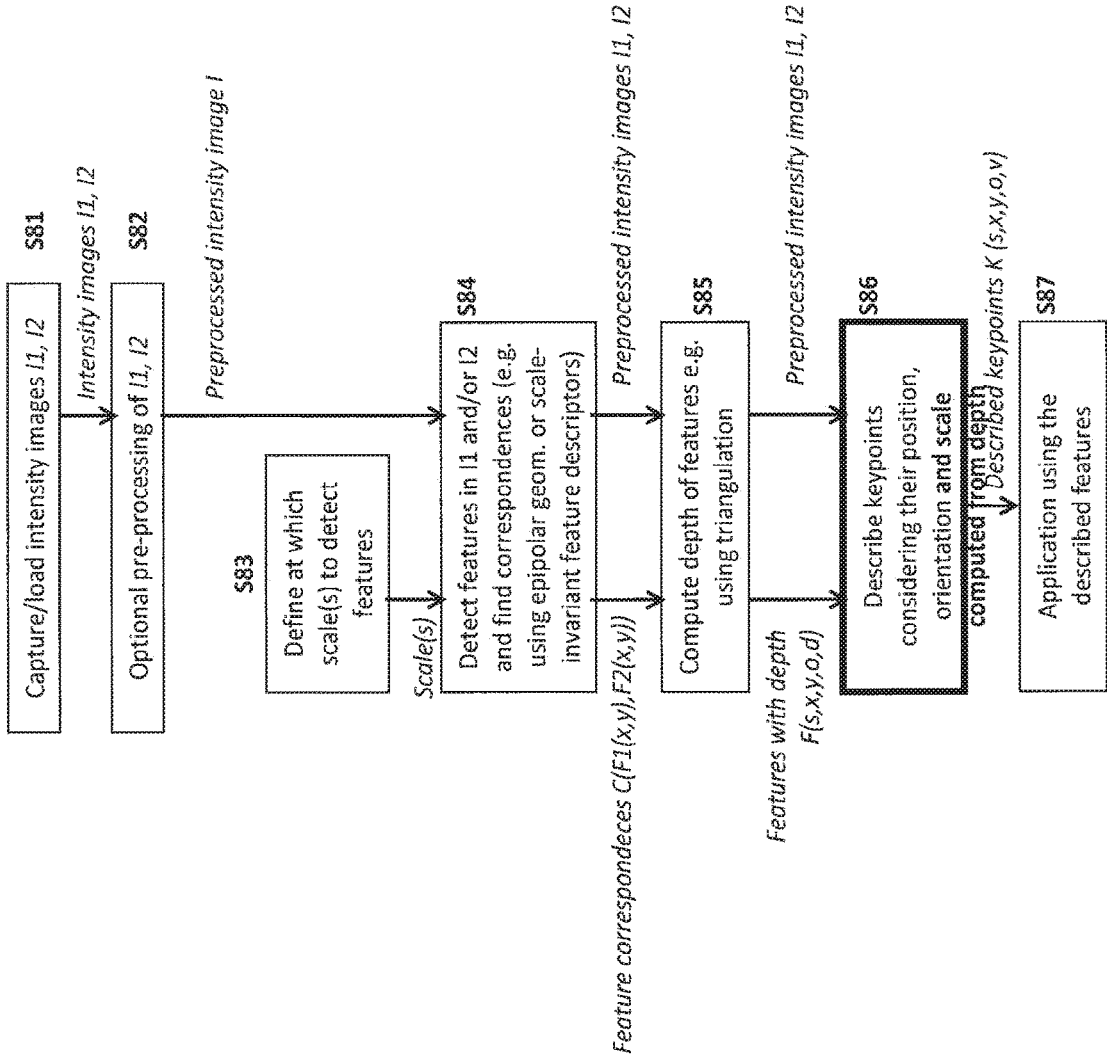 Capture/load intensity images I1, I2
S81
Intensity images I1, I2
Optional pre-processing of I1, I2
S82
Preprocessed intensity image I
S83
Define at which
scale(s) to detect
features
Scale(s)
S84
Detect features in I1 and/or I2
and find correspondences (e.g.
using epipolar geom. or scale-
invariant feature descriptors)
Feature correspondeces C(F1(x,y),F2(x,y))
Preprocessed intensity images I1, I2
S85
Compute depth of features e.g.
using triangulation
Features with depth
F(s,x,y,o,d)
Preprocessed intensity images I1, I2
S86
Describe keypoints
considering their position,
orientation and scale
computed from depth
Described keypoints K (s,x,y,o,v)
S87
Application using the
described features